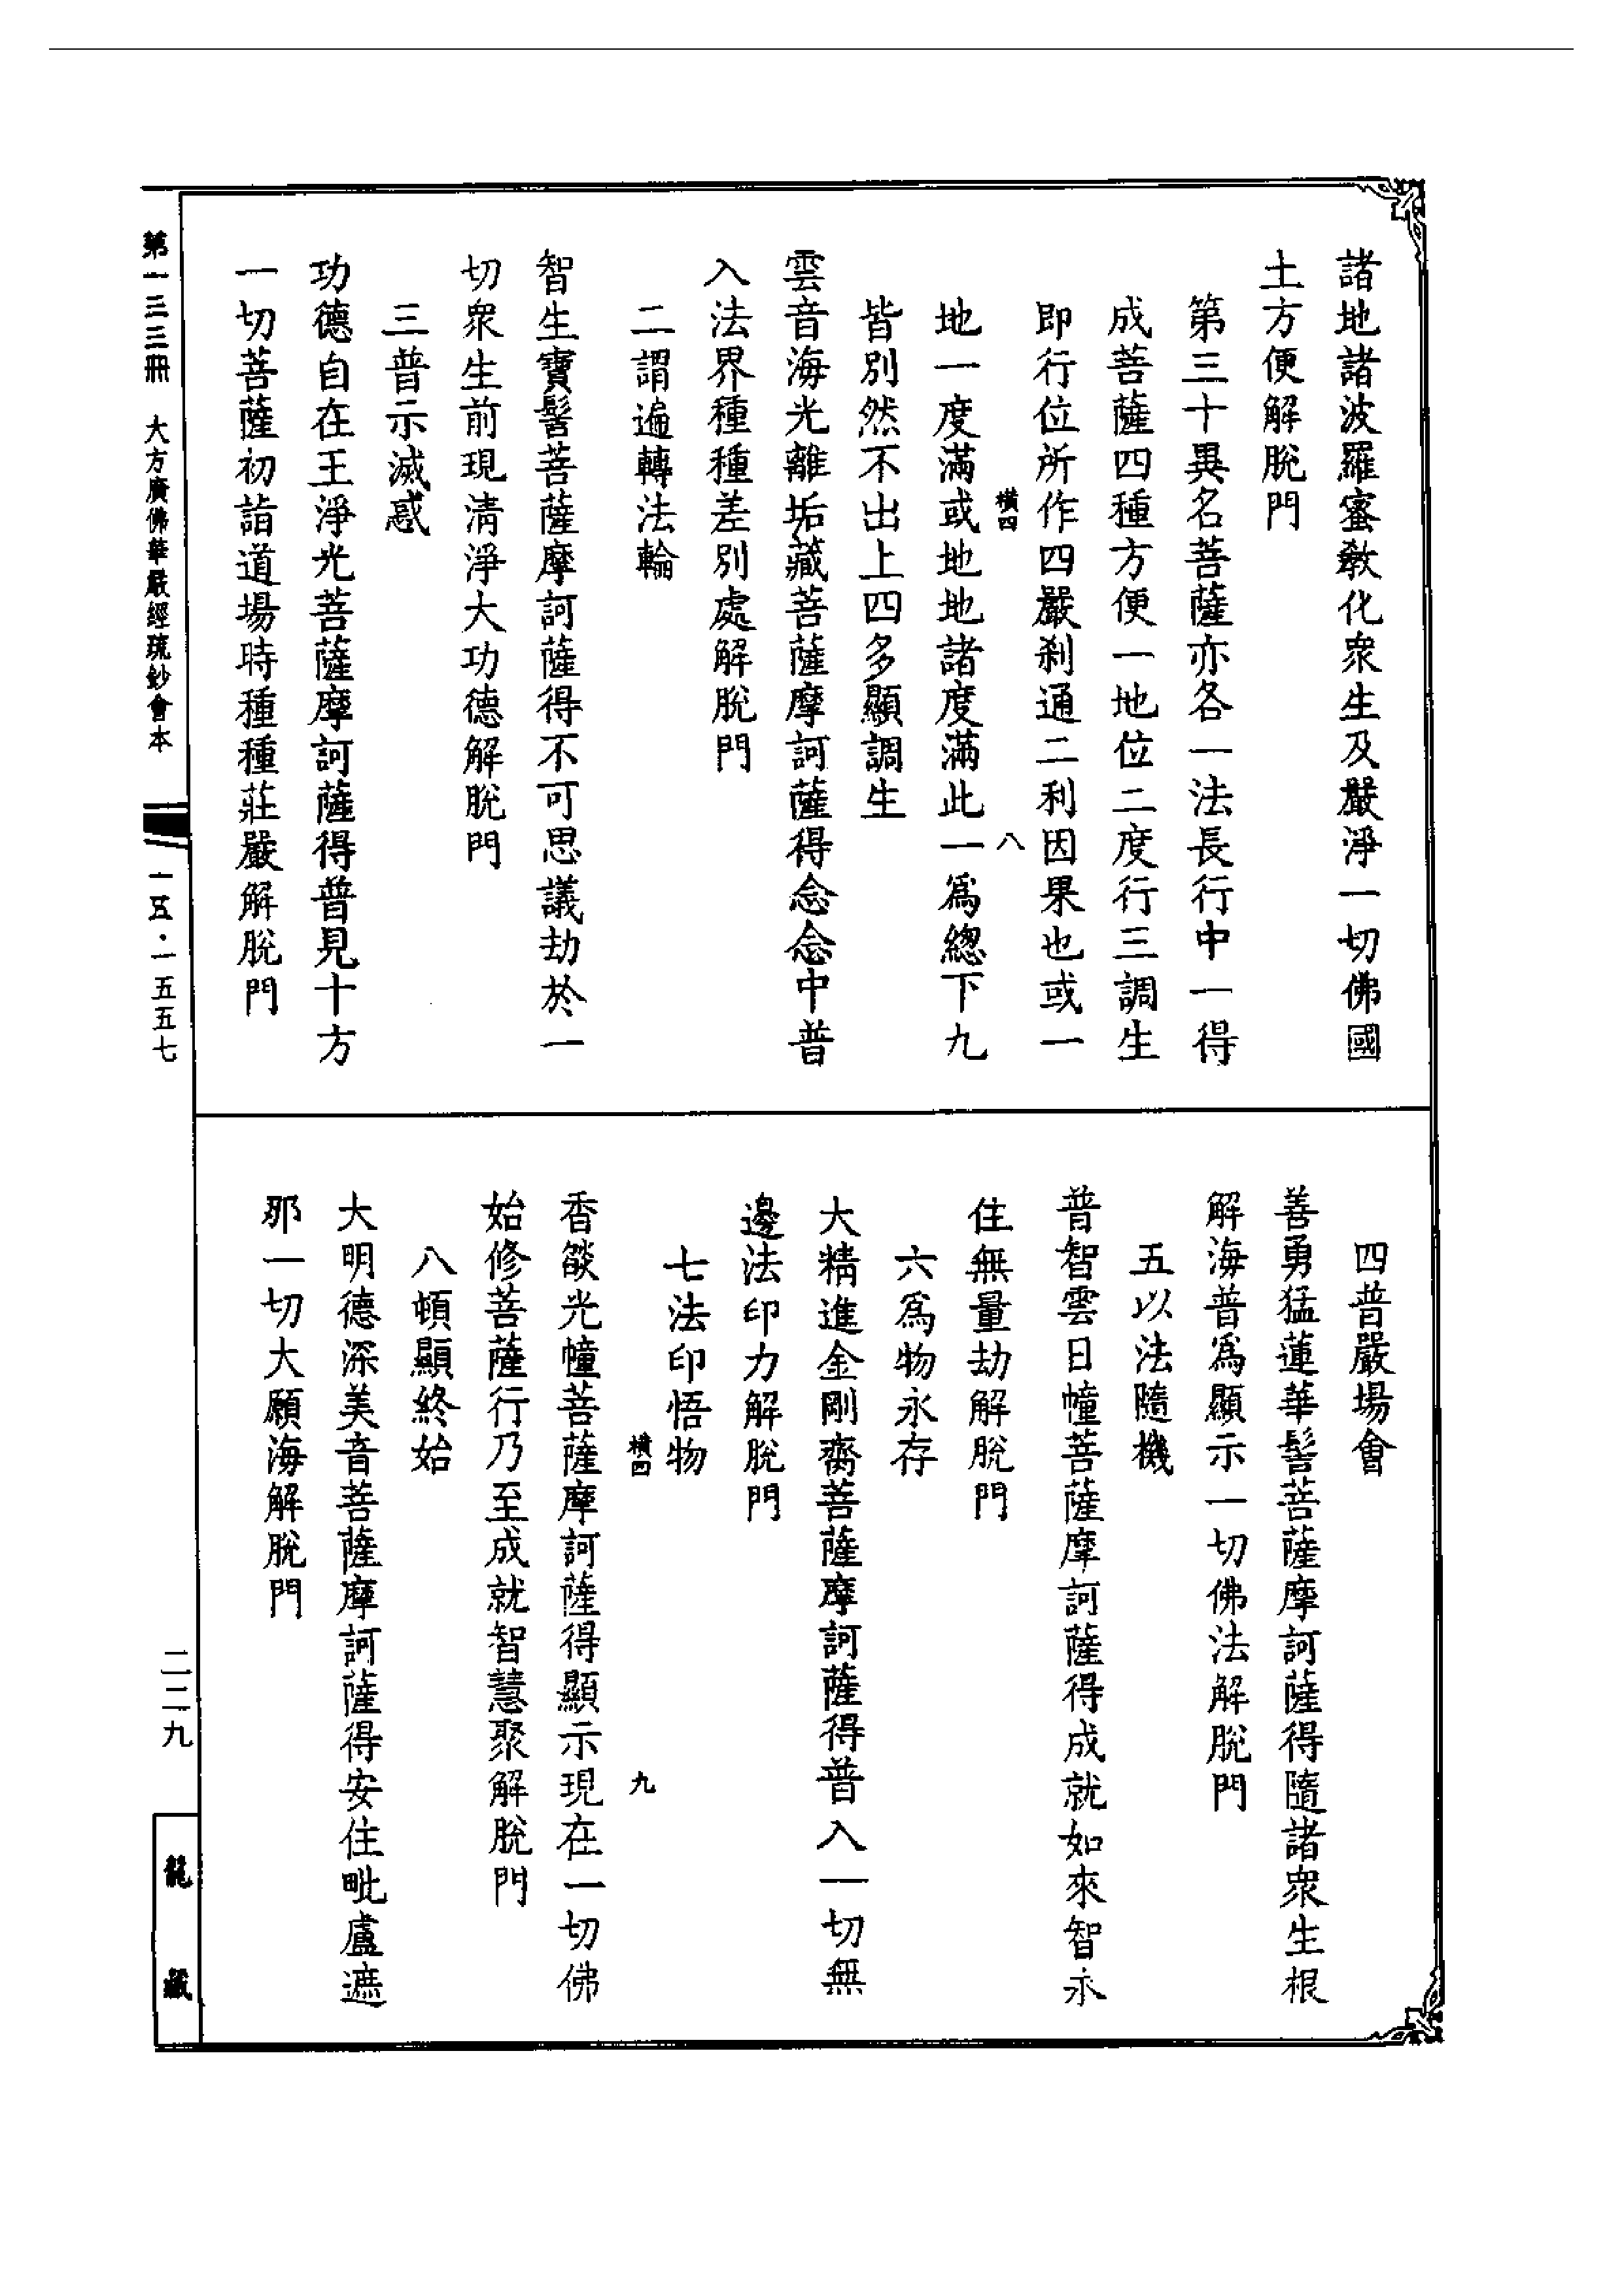 諸地諸波羅蜜教化衆生及嚴淨一切佛國
土方便解脫門
第三十異名菩薩亦各一法長行中一得
成菩薩四種方便一地位二度行三調生
即行位所作四嚴刹通二利因果也或一
橫四
八
地一度滿或地地諸度滿此一爲總下九
皆別然不出上四多顯調生
雲音海光離垢藏菩薩摩訶薩得念念中普
入法界種種差別處解脫門
二謂遍轉法輪
智生寶髻菩薩摩訶薩得不可思議劫於一
切衆生前現清淨大功德解脫門
三普示滅惑
功德自在王淨光菩薩摩訶薩得普見十方
一切菩薩初詣道場時種種莊嚴解脫門
四普嚴場會
善勇猛蓮華髻菩薩摩訶薩得隨諸衆生根
解海普爲顯示一切佛法解脫門
五以法隨機
普智雲日幢菩薩摩訶薩得成就如來智永
住無量劫解脫門
六爲物永存
大精進金剛齎菩薩摩訶薩得普入一切無
邊法印力解脫門
七法印悟物
橫四
九
香燄光幢菩薩摩訶薩得顯示現在一切佛
始修菩薩行乃至成就智慧聚解脫門
八頓顯終始
大明德深美音菩薩摩訶薩得安住毗盧遮
那一切大願海解脫門
第一三三冊 大方廣佛華嚴經疏鈔會本
一五·一五五七
二二九
龍藏